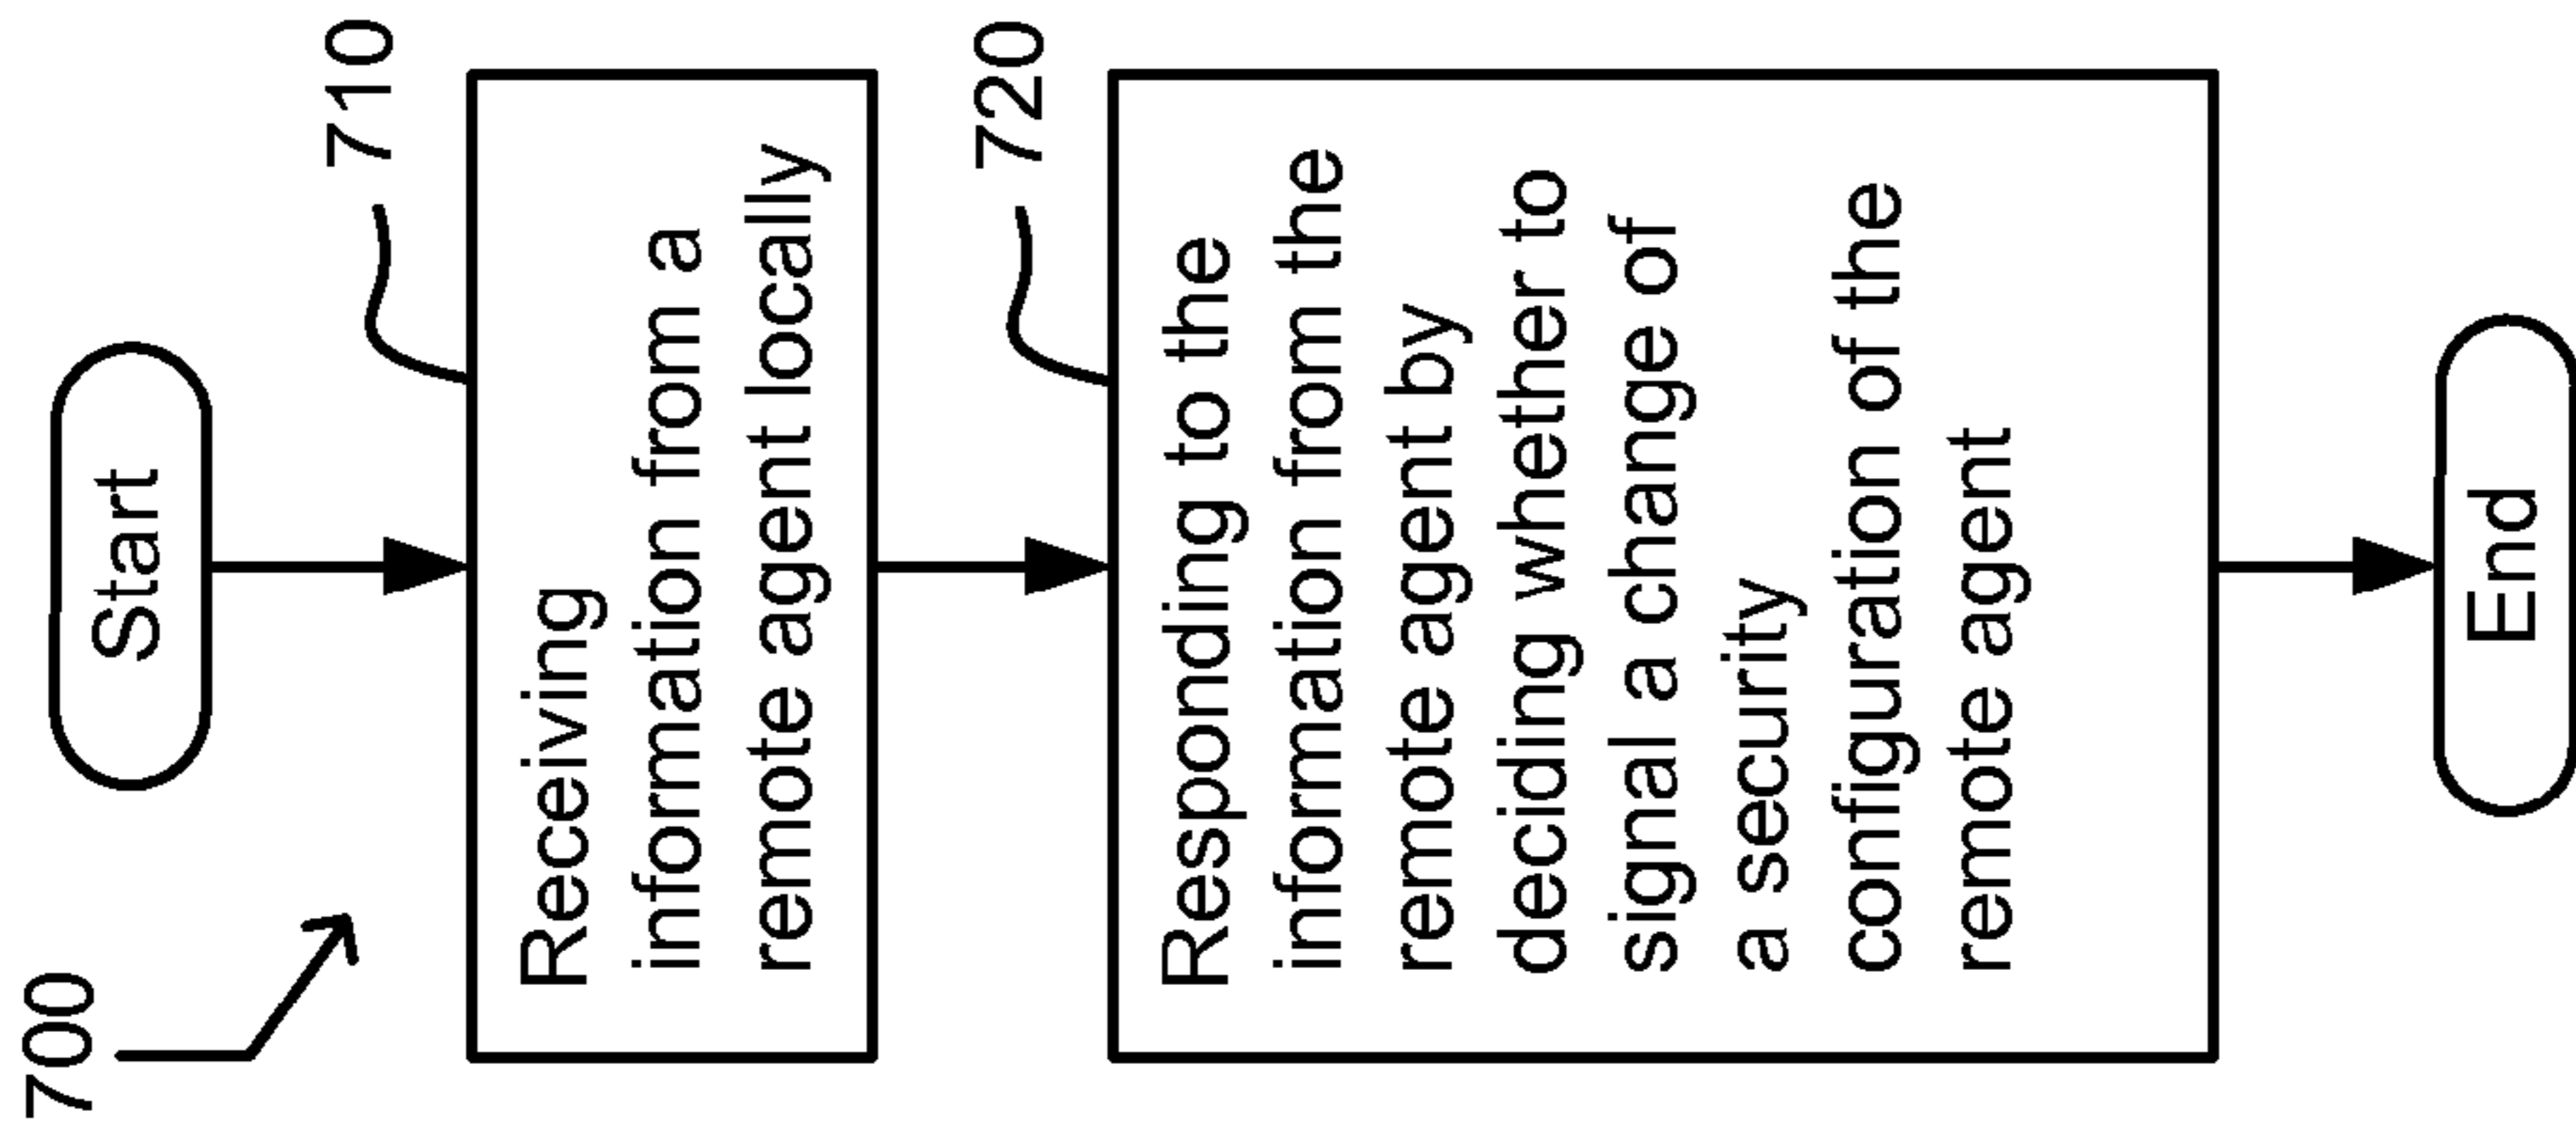 700
Start
710
Receiving
information from a
remote agent locally
720
Responding to the
information from the
remote agent by
deciding whether to
signal a change of
a security
configuration of the
remote agent
End